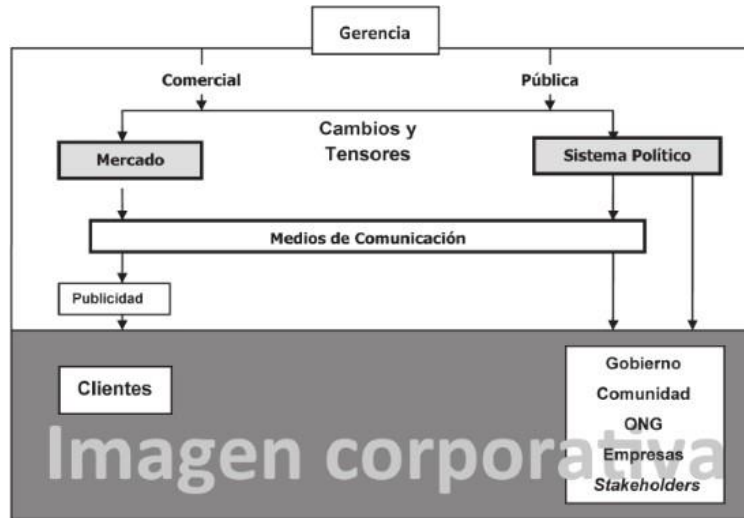 Gerencia
Comercial
Pública
Cambios y
Tensores
Mercado
Sistema Político
Medios de Comunicación
Publicidad
Clientes
Gobierno
Comunidad
ONG
Empresas
Stakeholders
Imagen corporativa